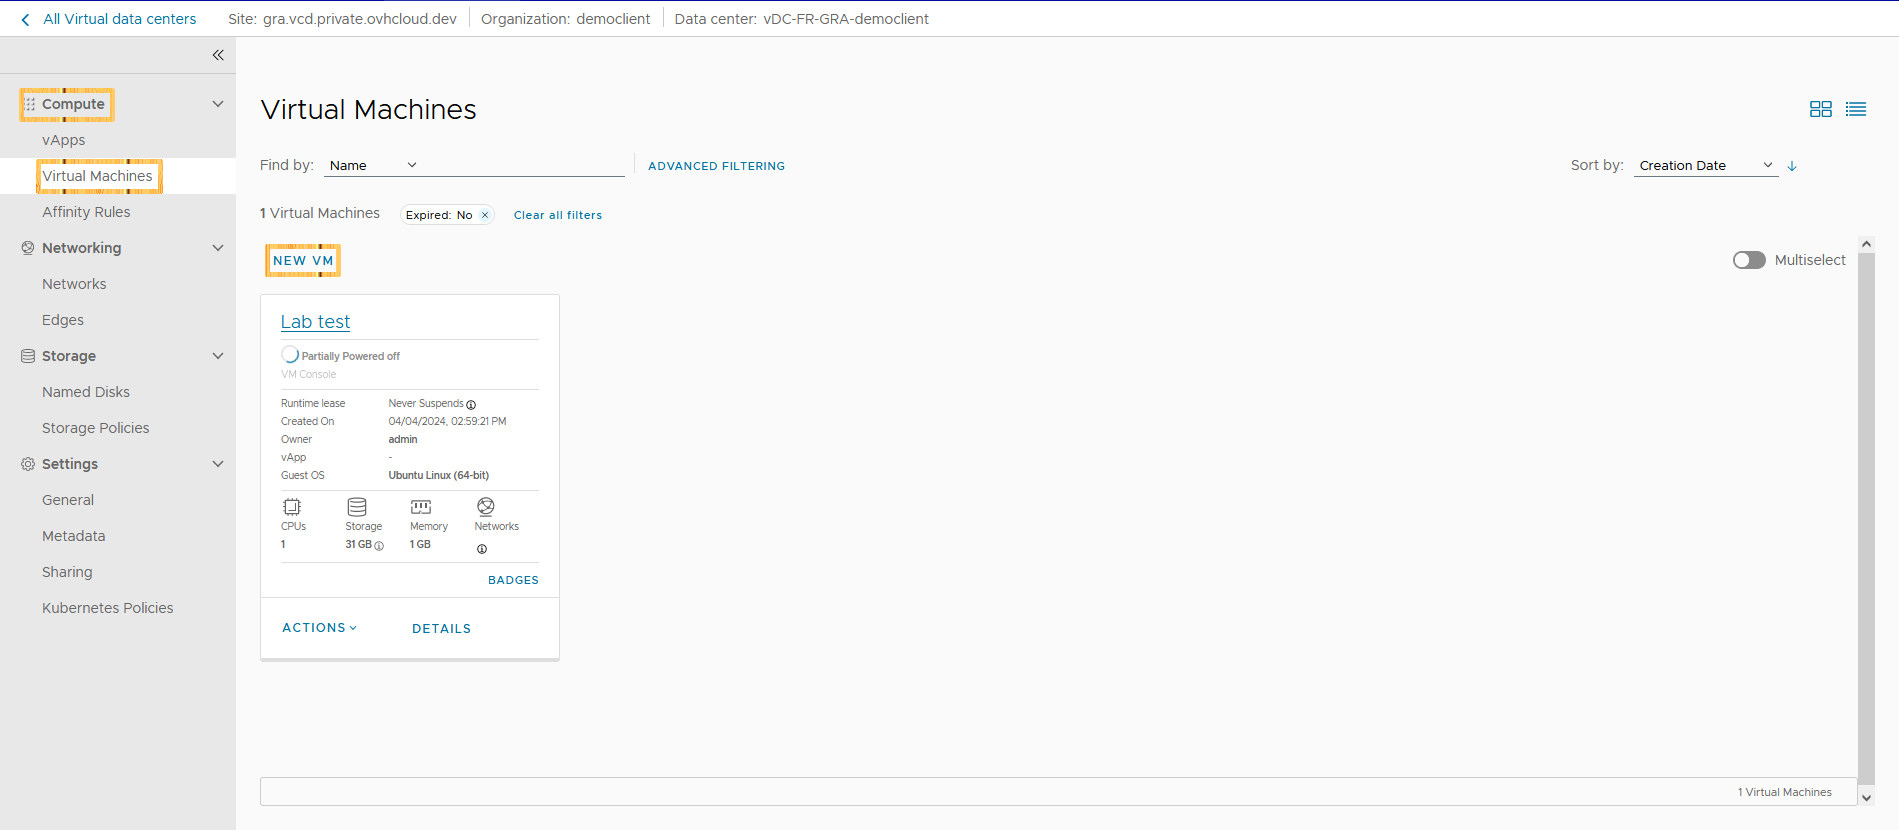 All Virtual data centers Site: gra.vcd.private.ovhcloud.dev Organization: democlient Data center: vDC-FR-GRA-democlient
Compute
vApps
Virtual Machines
Affinity Rules
Networking
Networks
Edges
Storage
Named Disks
Storage Policies
Settings
General
Metadata
Sharing
Kubernetes Policies
Virtual Machines
Find by: Name ADVANCED FILTERING Sort by: Creation Date
1 Virtual Machines Expired: No Clear all filters
NEW VM Multiselect
Lab test
Partially Powered off
VM Console
Runtime lease Never Suspends
Created On 04/04/2024, 02:59:21 PM
Owner admin
vApp -
Guest OS Ubuntu Linux (64-bit)
CPUs Storage Memory Networks
1 31 GB 1 GB
BADGES
ACTIONS DETAILS
1 Virtual Machines